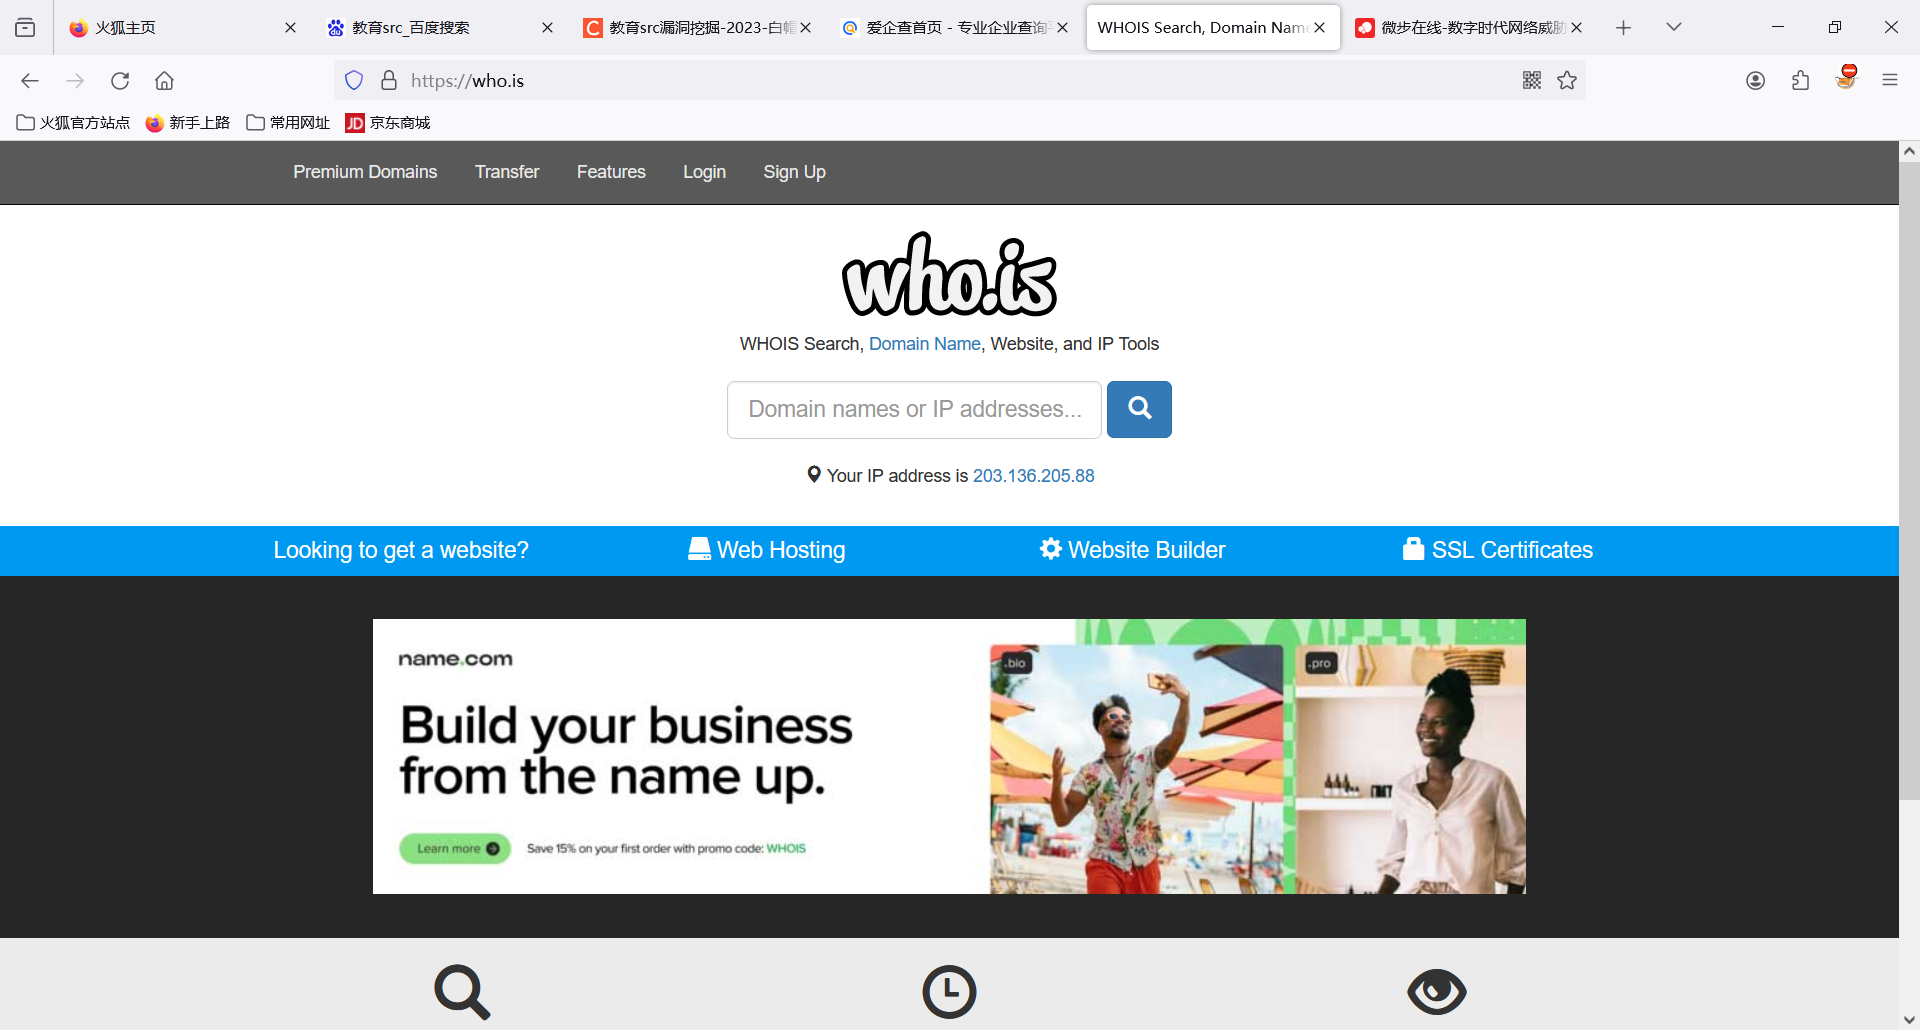 火狐主页
教育src_百度搜索
教育src漏洞挖掘-2023-白帽
爱企查首页 - 专业企业查询
WHOIS Search, Domain Name
微步在线-数字时代网络威胁
https://who.is
火狐官方站点
新手上路
常用网址
JD 京东商城
Premium Domains
Transfer
Features
Login
Sign Up
who.is
WHOIS Search, Domain Name, Website, and IP Tools
Domain names or IP addresses...
Your IP address is 203.136.205.88
Looking to get a website?
Web Hosting
Website Builder
SSL Certificates
name.com
.bio
.pro
Build your business
from the name up.
Learn more
Save 15% on your first order with promo code: WHOIS